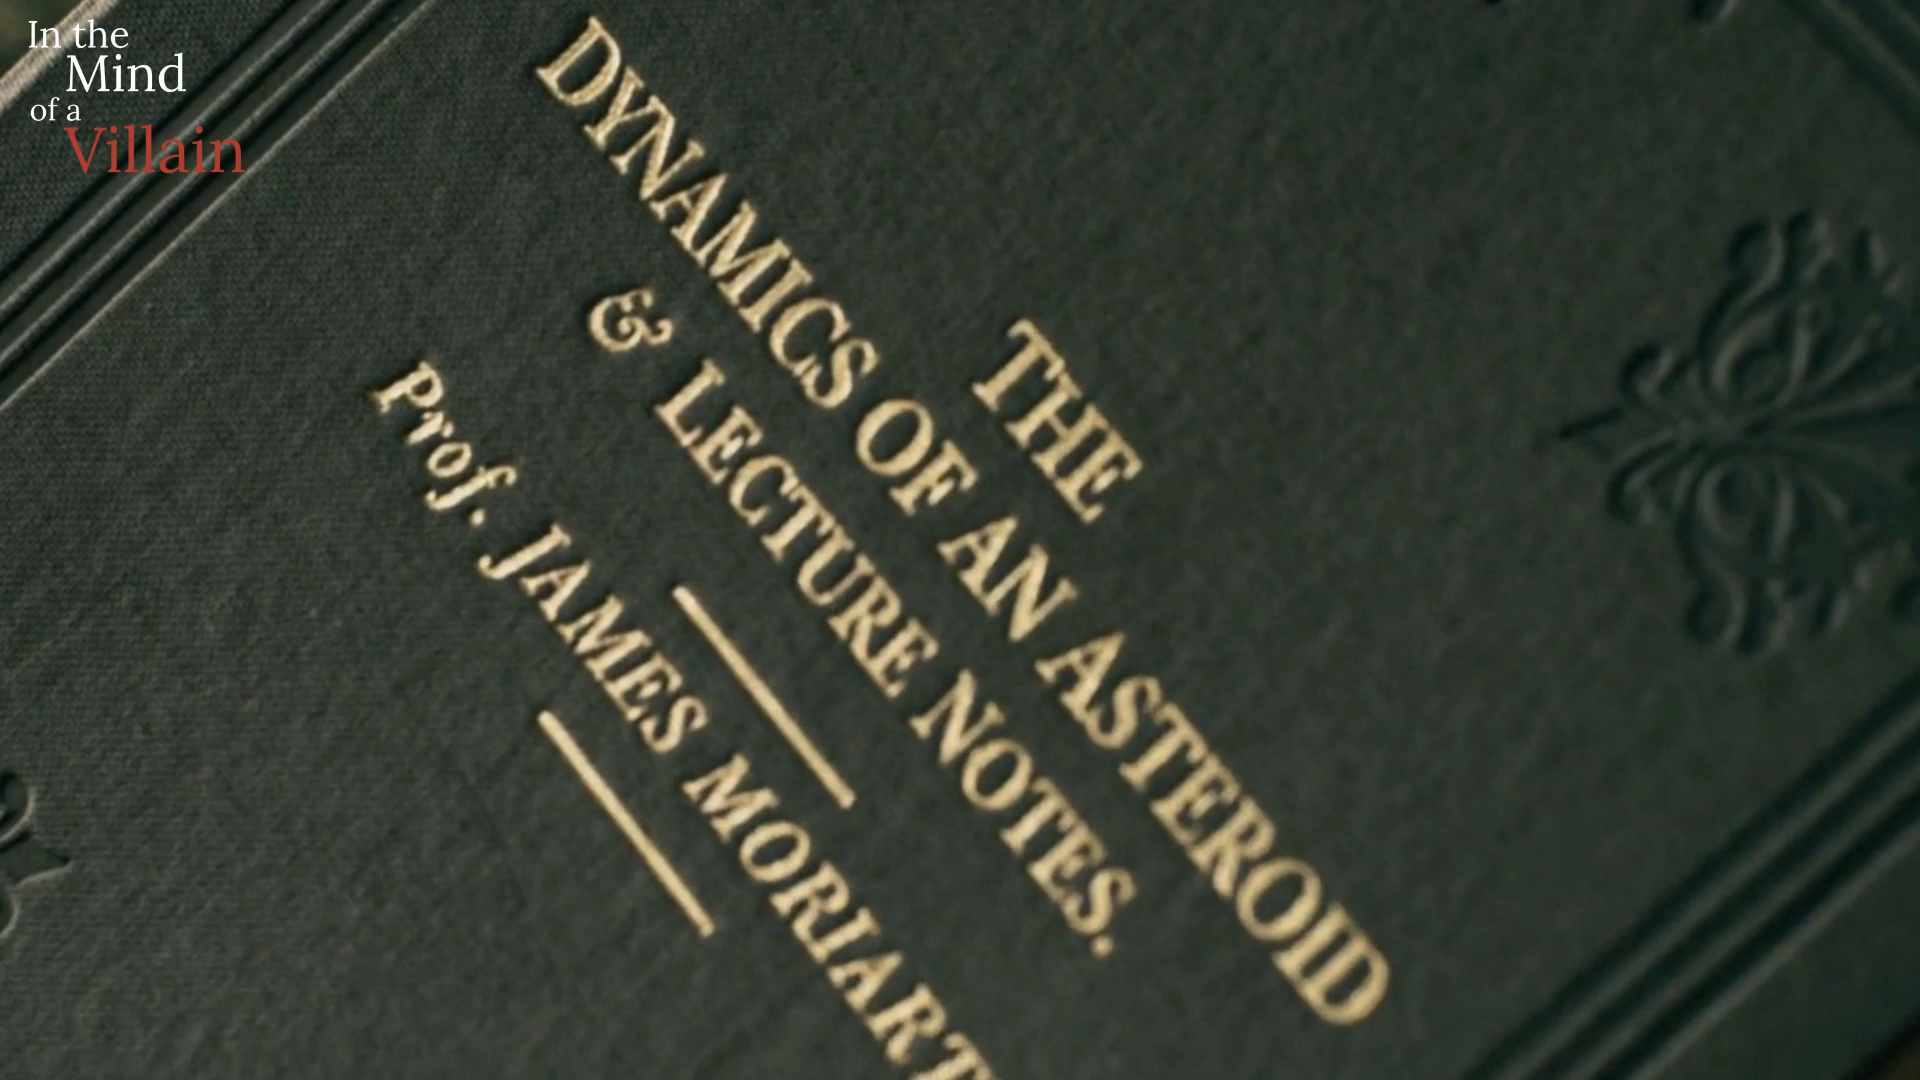 In the
Mind
of a
Villain
THE
DYNAMICS OF AN ASTEROID
& LECTURE NOTES.
Prof. JAMES MORIART